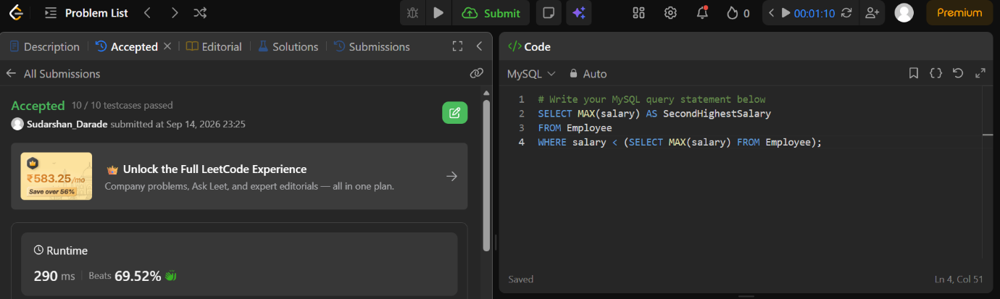 Problem List
Submit
0
00:01:10
Premium
Description
Accepted
Editorial
Solutions
Submissions
All Submissions
Accepted 10 / 10 testcases passed
Sudarshan_Darade submitted at Sep 14, 2026 23:25
₹583.25/mo
Save over 56%
Unlock the Full LeetCode Experience
Company problems, Ask Leet, and expert editorials — all in one plan.
Runtime
290 ms Beats 69.52%
</> Code
MySQL Auto
1 # Write your MySQL query statement below
2 SELECT MAX(salary) AS SecondHighestSalary
3 FROM Employee
4 WHERE salary < (SELECT MAX(salary) FROM Employee);
Saved
Ln 4, Col 51